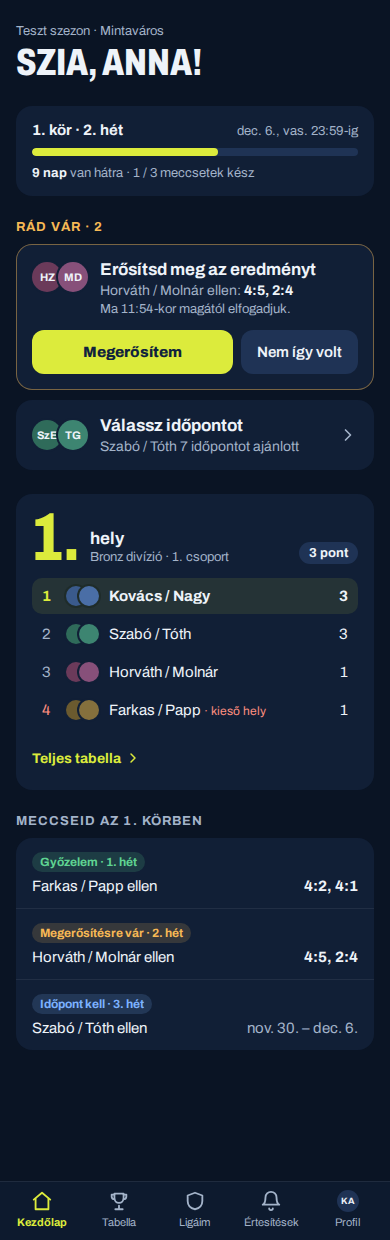 Teszt szezon · Mintaváros
SZIA, ANNA!
1. kör · 2. hét
dec. 6., vas. 23:59-ig
9 nap van hátra · 1 / 3 meccsetek kész
RÁD VÁR · 2
HZ MD
Erősítsd meg az eredményt
Horváth / Molnár ellen: 4:5, 2:4
Ma 11:54-kor magától elfogadjuk.
Megerősítem
Nem így volt
SzE TG
Válassz időpontot
Szabó / Tóth 7 időpontot ajánlott
1. hely
Bronz divízió · 1. csoport
3 pont
1 Kovács / Nagy 3
2 Szabó / Tóth 3
3 Horváth / Molnár 1
4 Farkas / Papp · kieső hely 1
Teljes tabella
MECCSEID AZ 1. KÖRBEN
Győzelem · 1. hét
Farkas / Papp ellen 4:2, 4:1
Megerősítésre vár · 2. hét
Horváth / Molnár ellen 4:5, 2:4
Időpont kell · 3. hét
Szabó / Tóth ellen nov. 30. – dec. 6.
KA
Kezdőlap Tabella Ligáim Értesítések Profil